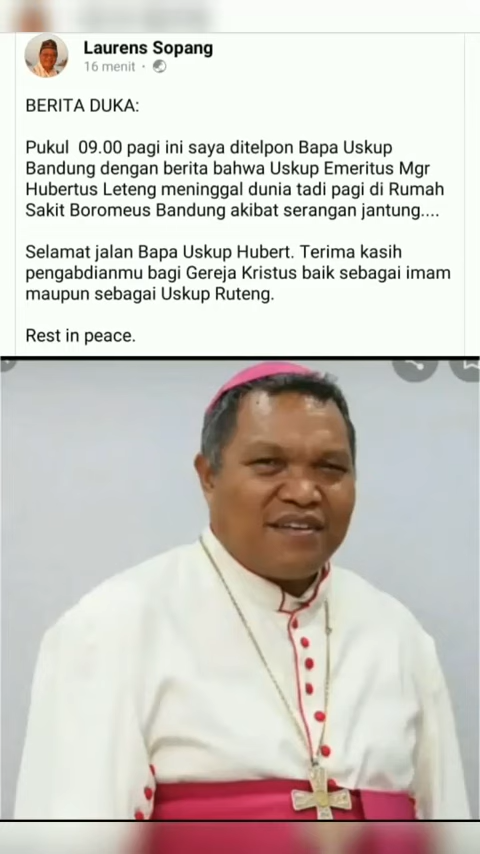 Laurens Sopang
16 menit ·
BERITA DUKA:
Pukul 09.00 pagi ini saya ditelpon Bapa Uskup
Bandung dengan berita bahwa Uskup Emeritus Mgr
Hubertus Leteng meninggal dunia tadi pagi di Rumah
Sakit Boromeus Bandung akibat serangan jantung....
Selamat jalan Bapa Uskup Hubert. Terima kasih
pengabdianmu bagi Gereja Kristus baik sebagai imam
maupun sebagai Uskup Ruteng.
Rest in peace.